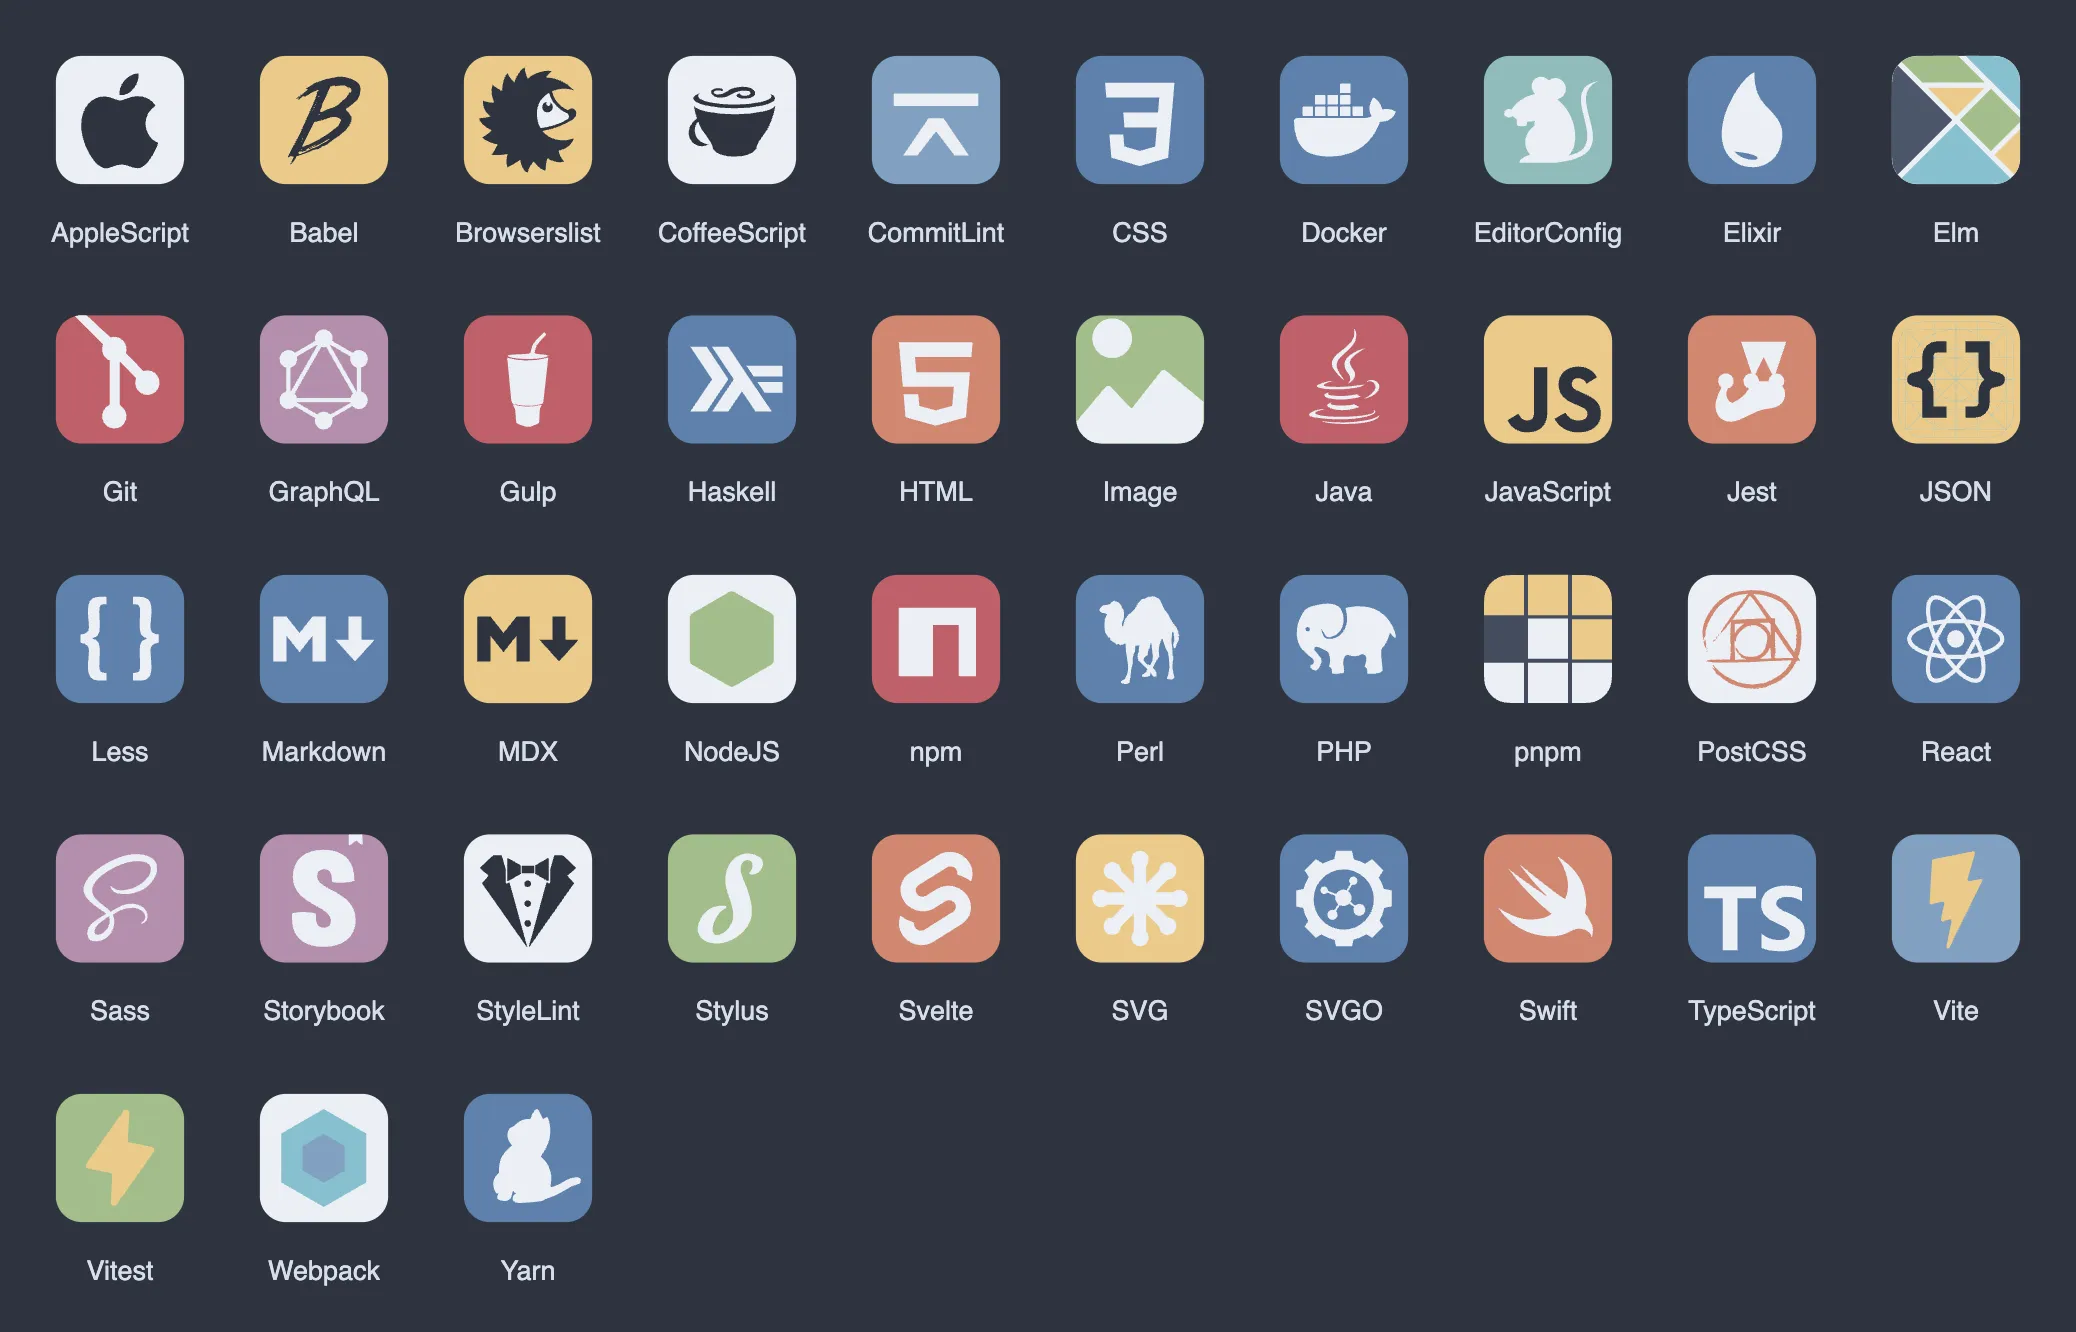 AppleScript Babel Browserslist CoffeeScript CommitLint CSS Docker EditorConfig Elixir Elm
JS
Git GraphQL Gulp Haskell HTML Image Java JavaScript Jest JSON
{ } M M n
Less Markdown MDX NodeJS npm Perl PHP pnpm PostCSS React
S S TS
Sass Storybook StyleLint Stylus Svelte SVG SVGO Swift TypeScript Vite
Vitest Webpack Yarn